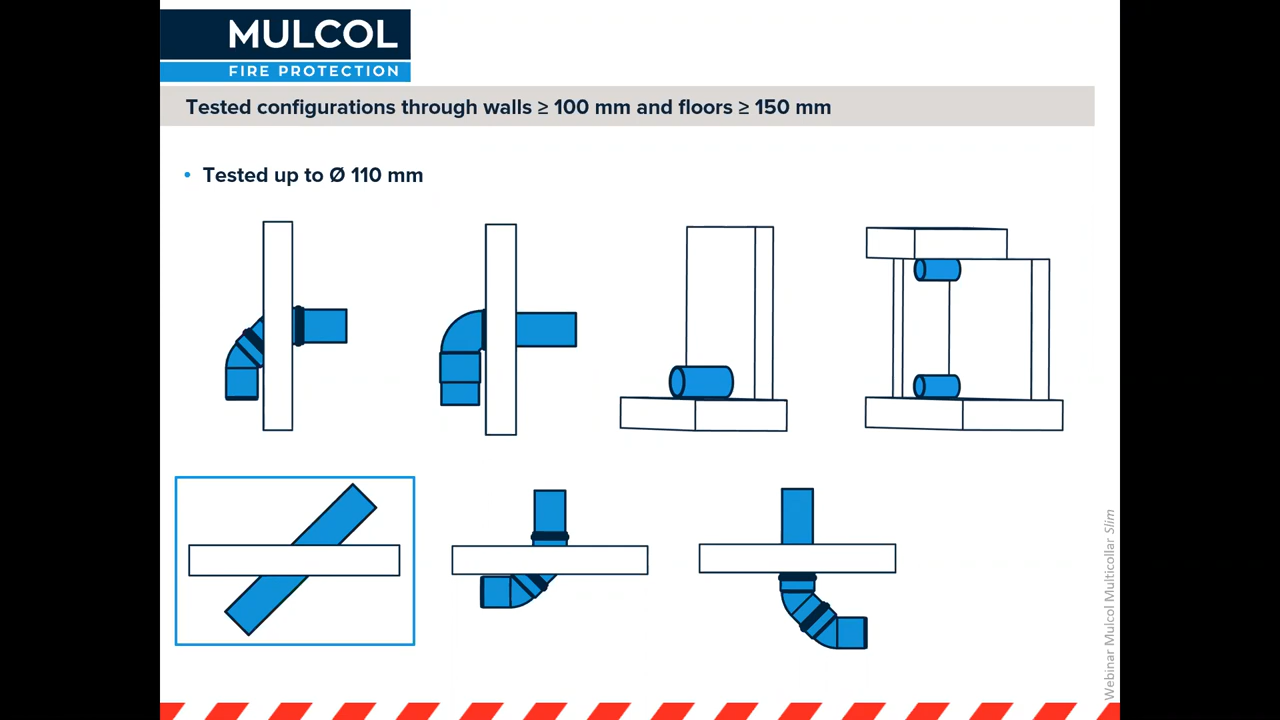 MULCOL
FIRE PROTECTION
Tested configurations through walls ≥ 100 mm and floors ≥ 150 mm
• Tested up to Ø 110 mm
Webinar Mulcol Multicollar Slim